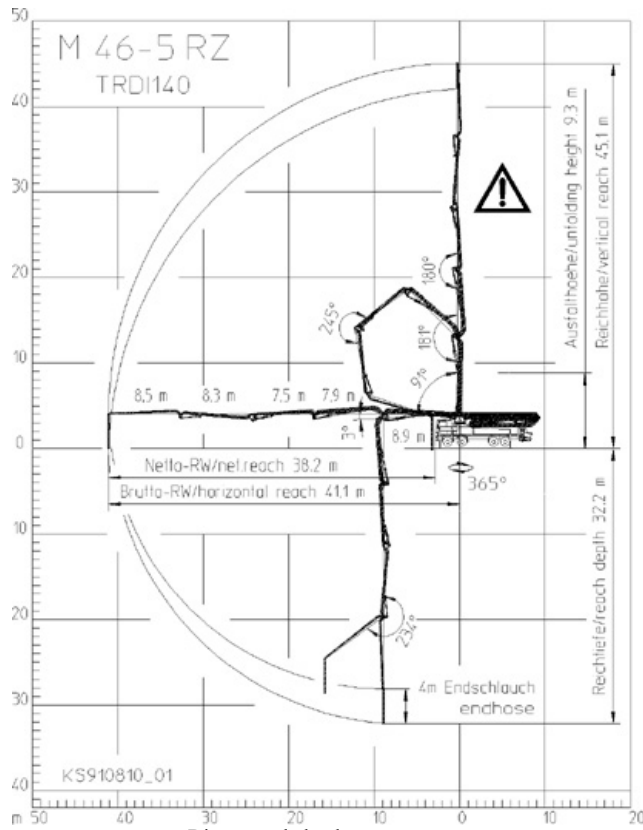 M 46-5 RZ
TRDI140
50
40
30
20
10
0
10
20
30
40
m 50
40
30
20
10
0
10
20
Ausfalthoehe/unfolding height 9.3 m
Reichhohe/vertical reach 45.1 m
180°
245°
181°
91°
8,5 m
8.3 m
7.5 m
7.9 m
3°
8.9 m
Netto-RW/net.reach 38.2 m
Brutto-RW/horizontal reach 41,1 m
365°
Reichtiefe/reach depth 32.2 m
234°
4m Endschlauch
endhose
KS910810_01